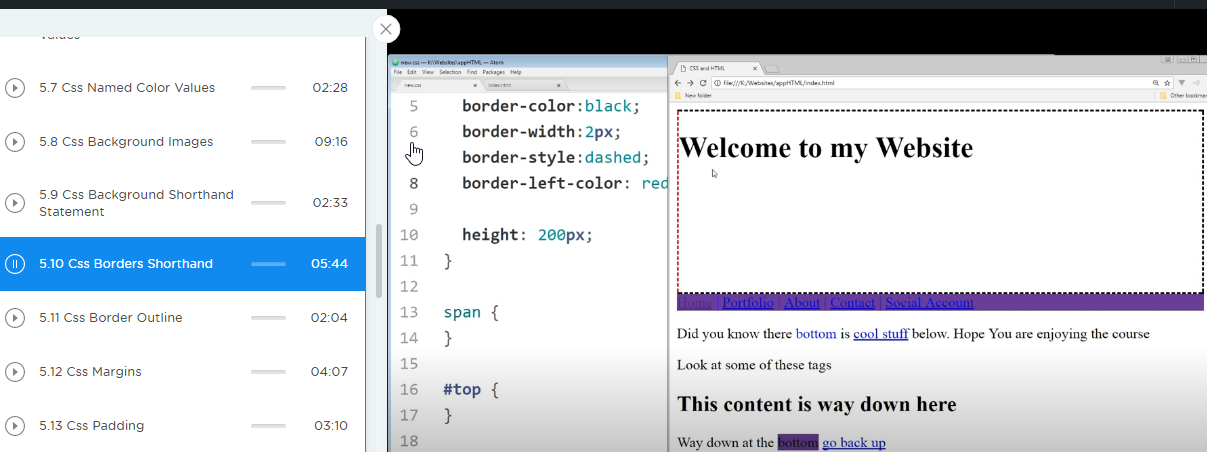 Values
5.7 Css Named Color Values 02:28
5.8 Css Background Images 09:16
5.9 Css Background Shorthand
Statement 02:33
5.10 Css Borders Shorthand 05:44
5.11 Css Border Outline 02:04
5.12 Css Margins 04:07
5.13 Css Padding 03:10
new.css — K:\Websites\appHTML — Atom
File Edit View Selection Find Packages Help
new.css index.html
5 border-color:black;
6 border-width:2px;
7 border-style:dashed;
8 border-left-color: red
9
10 height: 200px;
11 }
12
13 span {
14 }
15
16 #top {
17 }
18
CSS and HTML
file:///K:/Websites/appHTML/index.html
New folder Other bookmar
Welcome to my Website
Home | Portfolio | About | Contact | Social Account
Did you know there bottom is cool stuff below. Hope You are enjoying the course
Look at some of these tags
This content is way down here
Way down at the bottom go back up